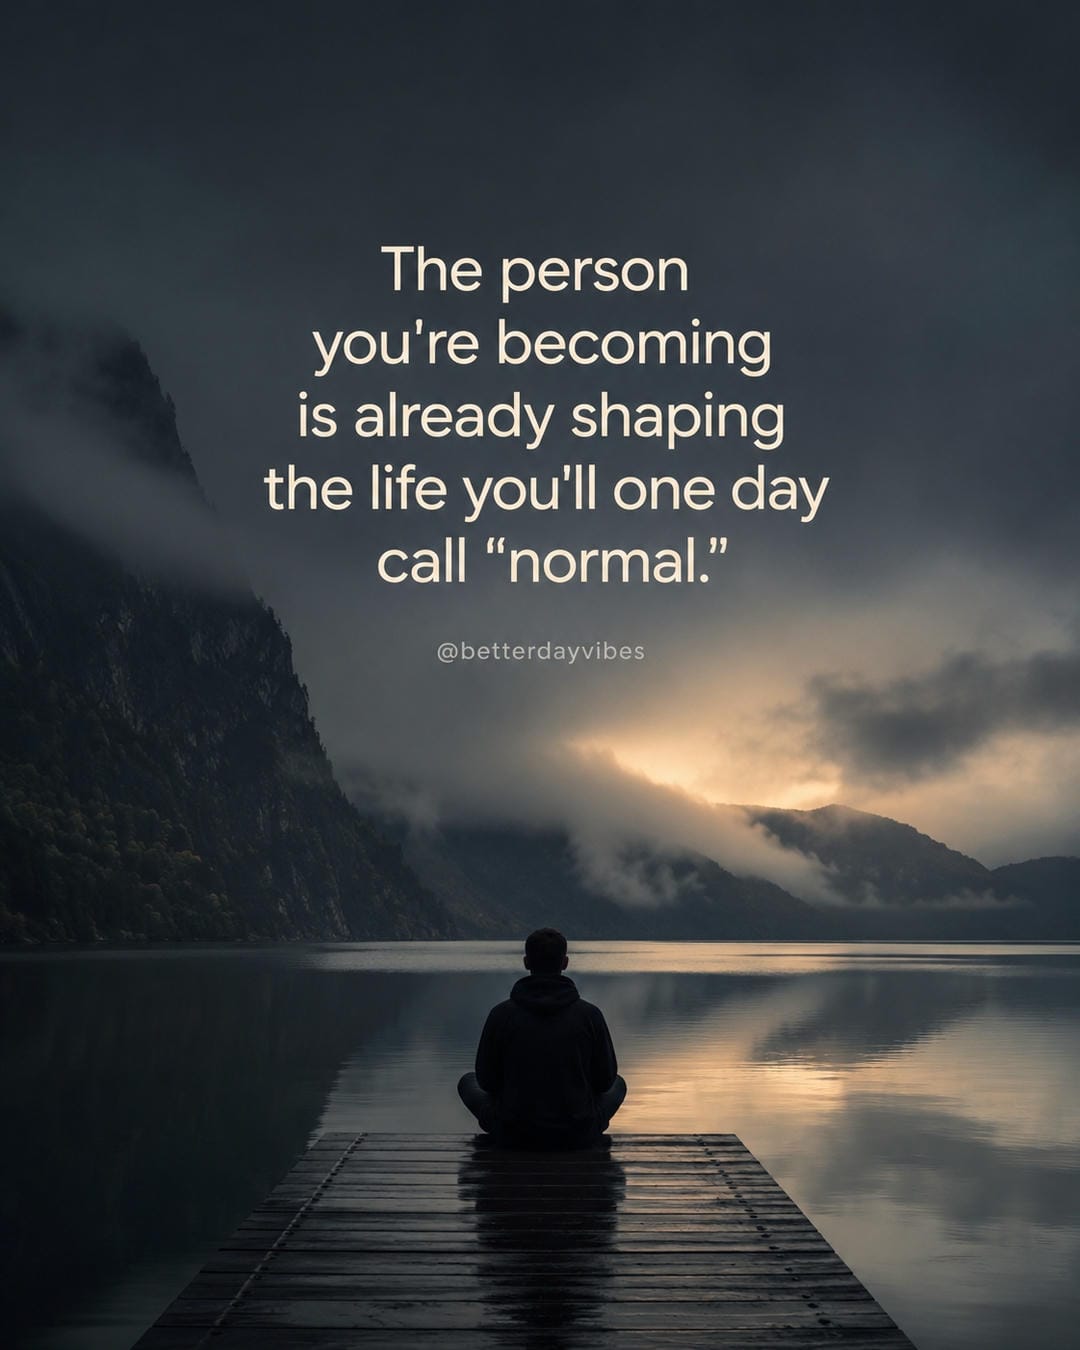 The person
you're becoming
is already shaping
the life you'll one day
call “normal.”
@betterdayvibes